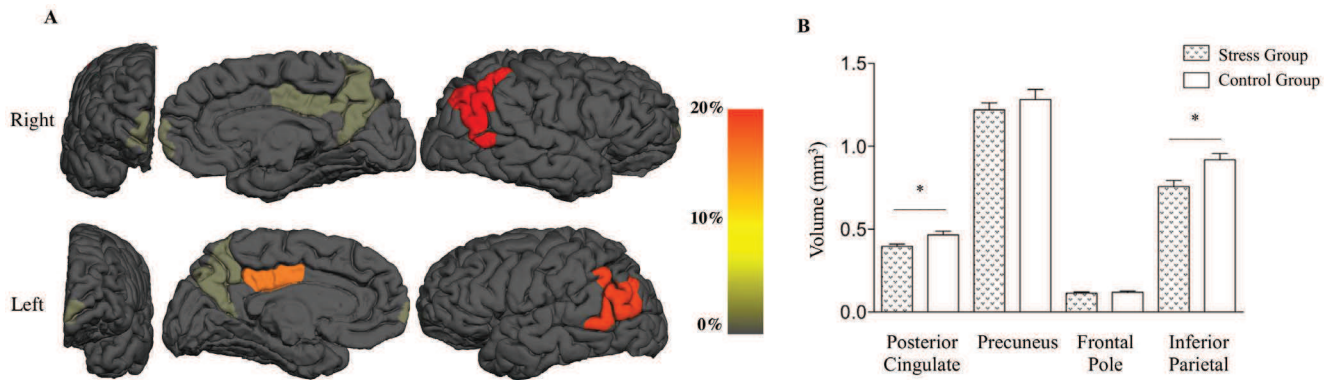 A
Right
Left
20%
10%
0%
B
Stress Group
Control Group
Volume (mm³)
1.5
1.0
0.5
0.0
*
*
Posterior
Cingulate
Precuneus
Frontal
Pole
Inferior
Parietal